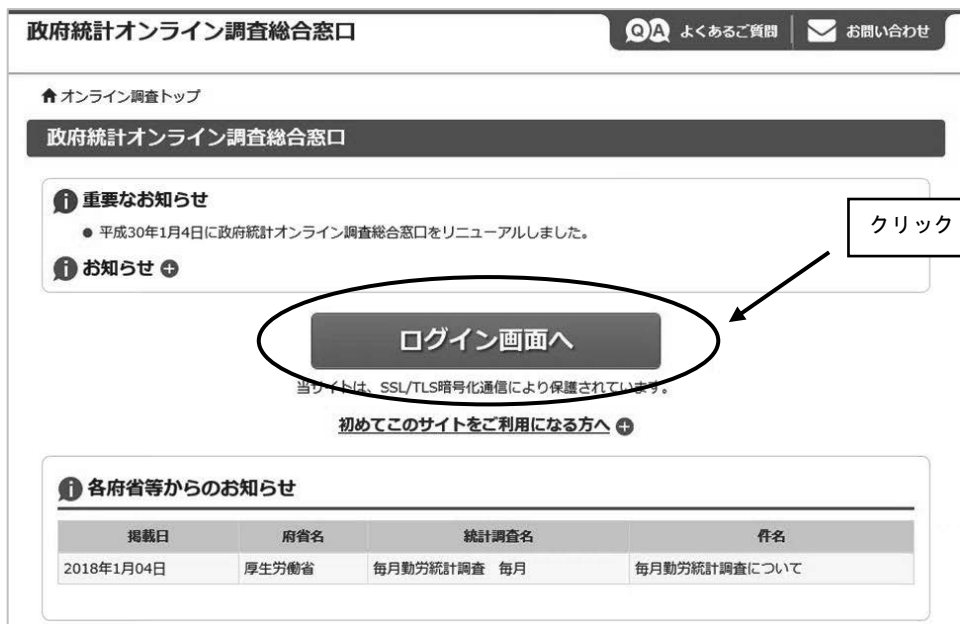 政府統計オンライン調査総合窓口
QA よくあるご質問
お問い合わせ
オンライン調査トップ
政府統計オンライン調査総合窓口
重要なお知らせ
● 平成30年1月4日に政府統計オンライン調査総合窓口をリニューアルしました。
クリック
お知らせ
ログイン画面へ
当サイトは、SSL/TLS暗号化通信により保護されています。
初めてこのサイトをご利用になる方へ
各府省等からのお知らせ
掲載日 府省名 統計調査名 件名
2018年1月04日 厚生労働省 毎月勤労統計調査 毎月 毎月勤労統計調査について